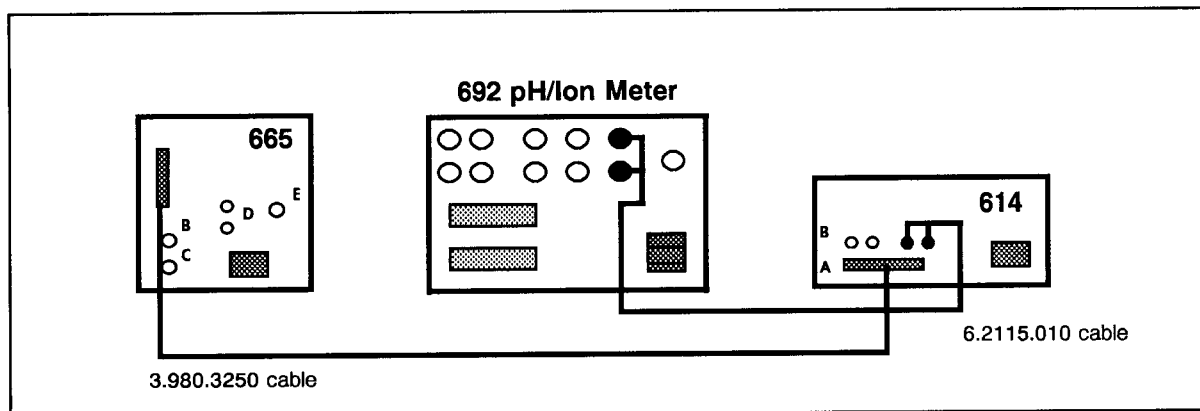 692 pH/Ion Meter
665
B
C
D
E
614
B
A
6.2115.010 cable
3.980.3250 cable